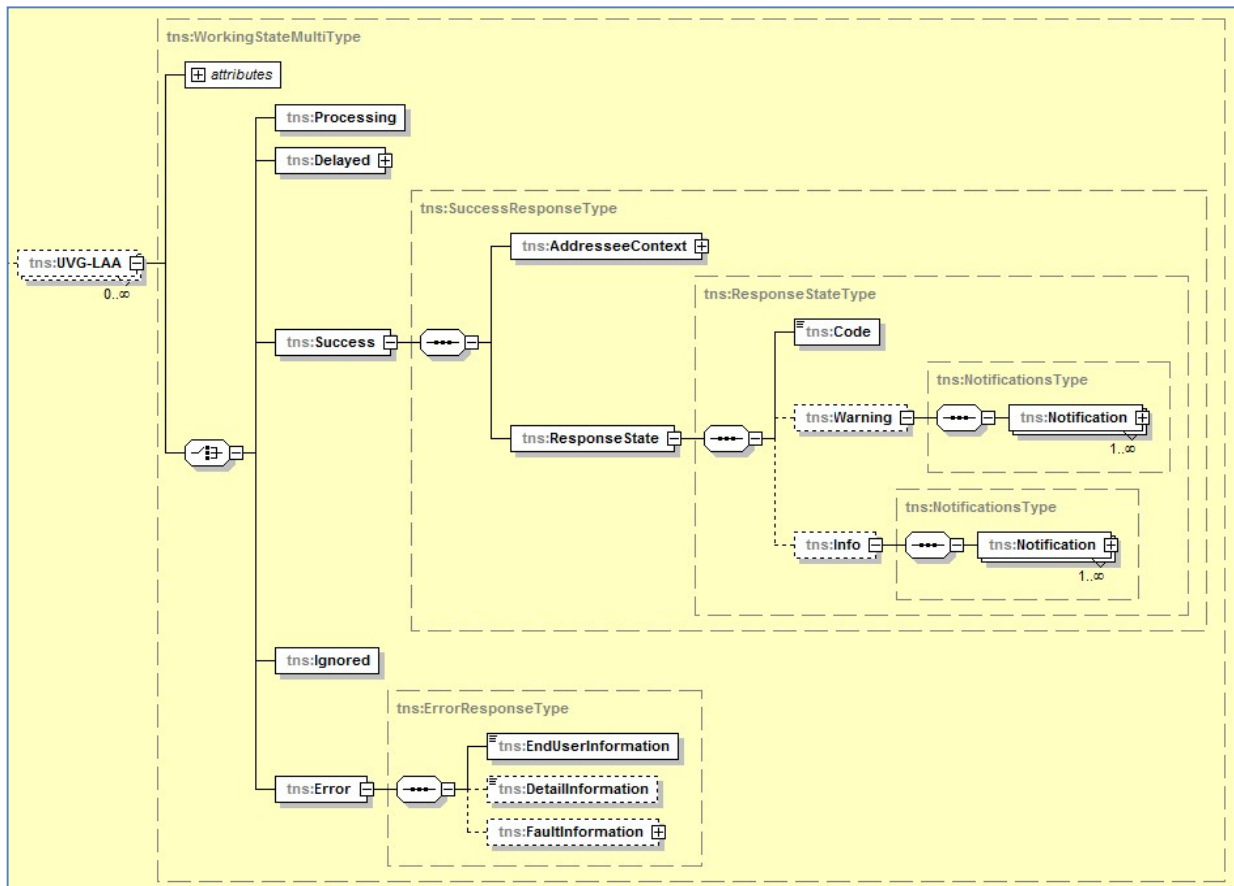 tns:WorkingStateMultiType
attributes
tns:Processing
tns:Delayed
tns:SuccessResponseType
tns:AddresseeContext
tns:UVG-LAA
0..∞
tns:ResponseStateType
tns:Code
tns:Success
tns:NotificationsType
tns:Warning
tns:Notification
1..∞
tns:ResponseState
tns:NotificationsType
tns:Info
tns:Notification
1..∞
tns:Ignored
tns:ErrorResponseType
tns:EndUserInformation
tns:Error
tns:DetailInformation
tns:FaultInformation